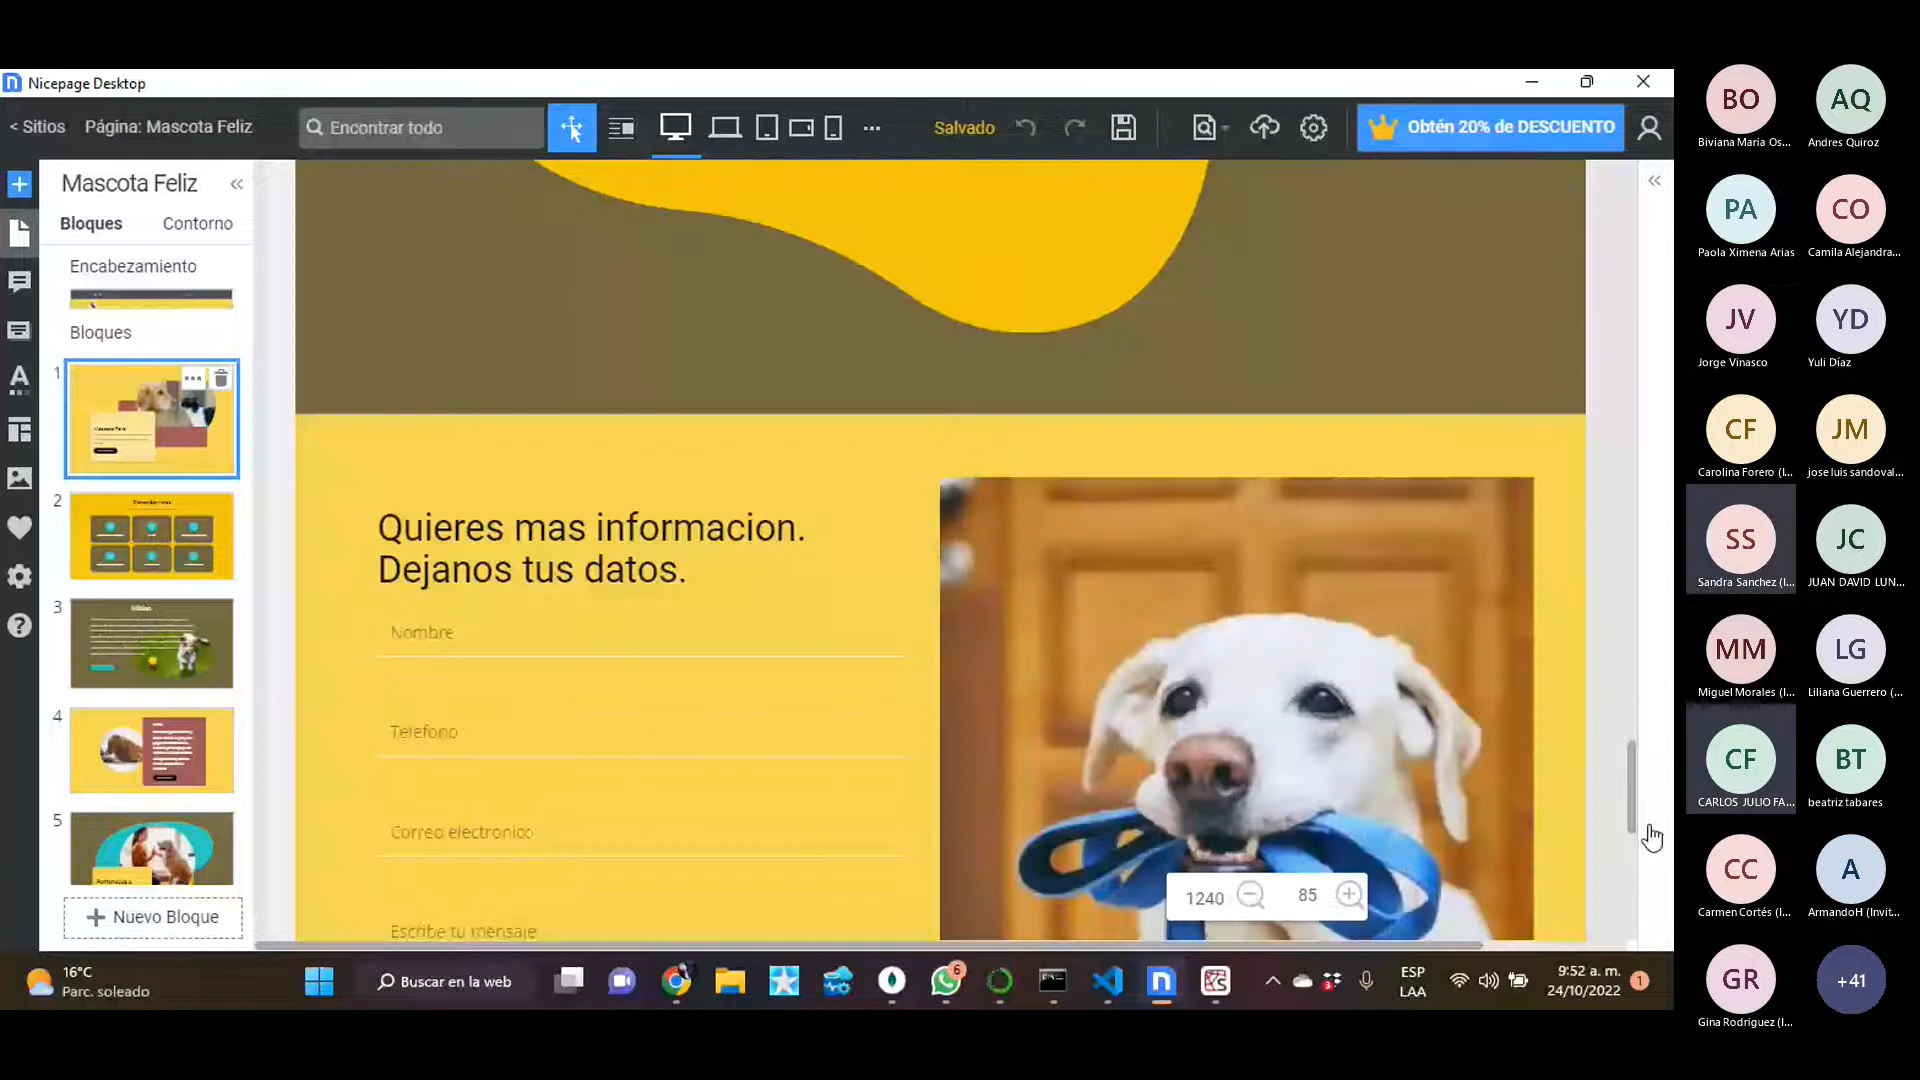 Nicepage Desktop
< Sitios
Página: Mascota Feliz
Encontrar todo
Salvado
Obtén 20% de DESCUENTO
Mascota Feliz
Bloques
Contorno
Encabezamiento
Bloques
1
2
3
4
5
Nuevo Bloque
Quieres mas informacion.
Dejanos tus datos.
Nombre
Telefono
Correo electronico
Escribe tu mensaje
1240
85
16°C
Parc. soleado
Buscar en la web
6
ESP
LAA
9:52 a. m.
24/10/2022
1
BO
Biviana Maria Os...
AQ
Andres Quiroz
PA
Paola Ximena Arias
CO
Camila Alejandra...
JV
Jorge Vinasco
YD
Yuli Díaz
CF
Carolina Forero (I...
JM
jose luis sandoval...
SS
Sandra Sanchez (I...
JC
JUAN DAVID LUN...
MM
Miguel Morales (I...
LG
Liliana Guerrero (...
CF
CARLOS JULIO FA...
BT
beatriz tabares
CC
Carmen Cortés (I...
A
ArmandoH (Invit...
GR
Gina Rodriguez (I...
+41